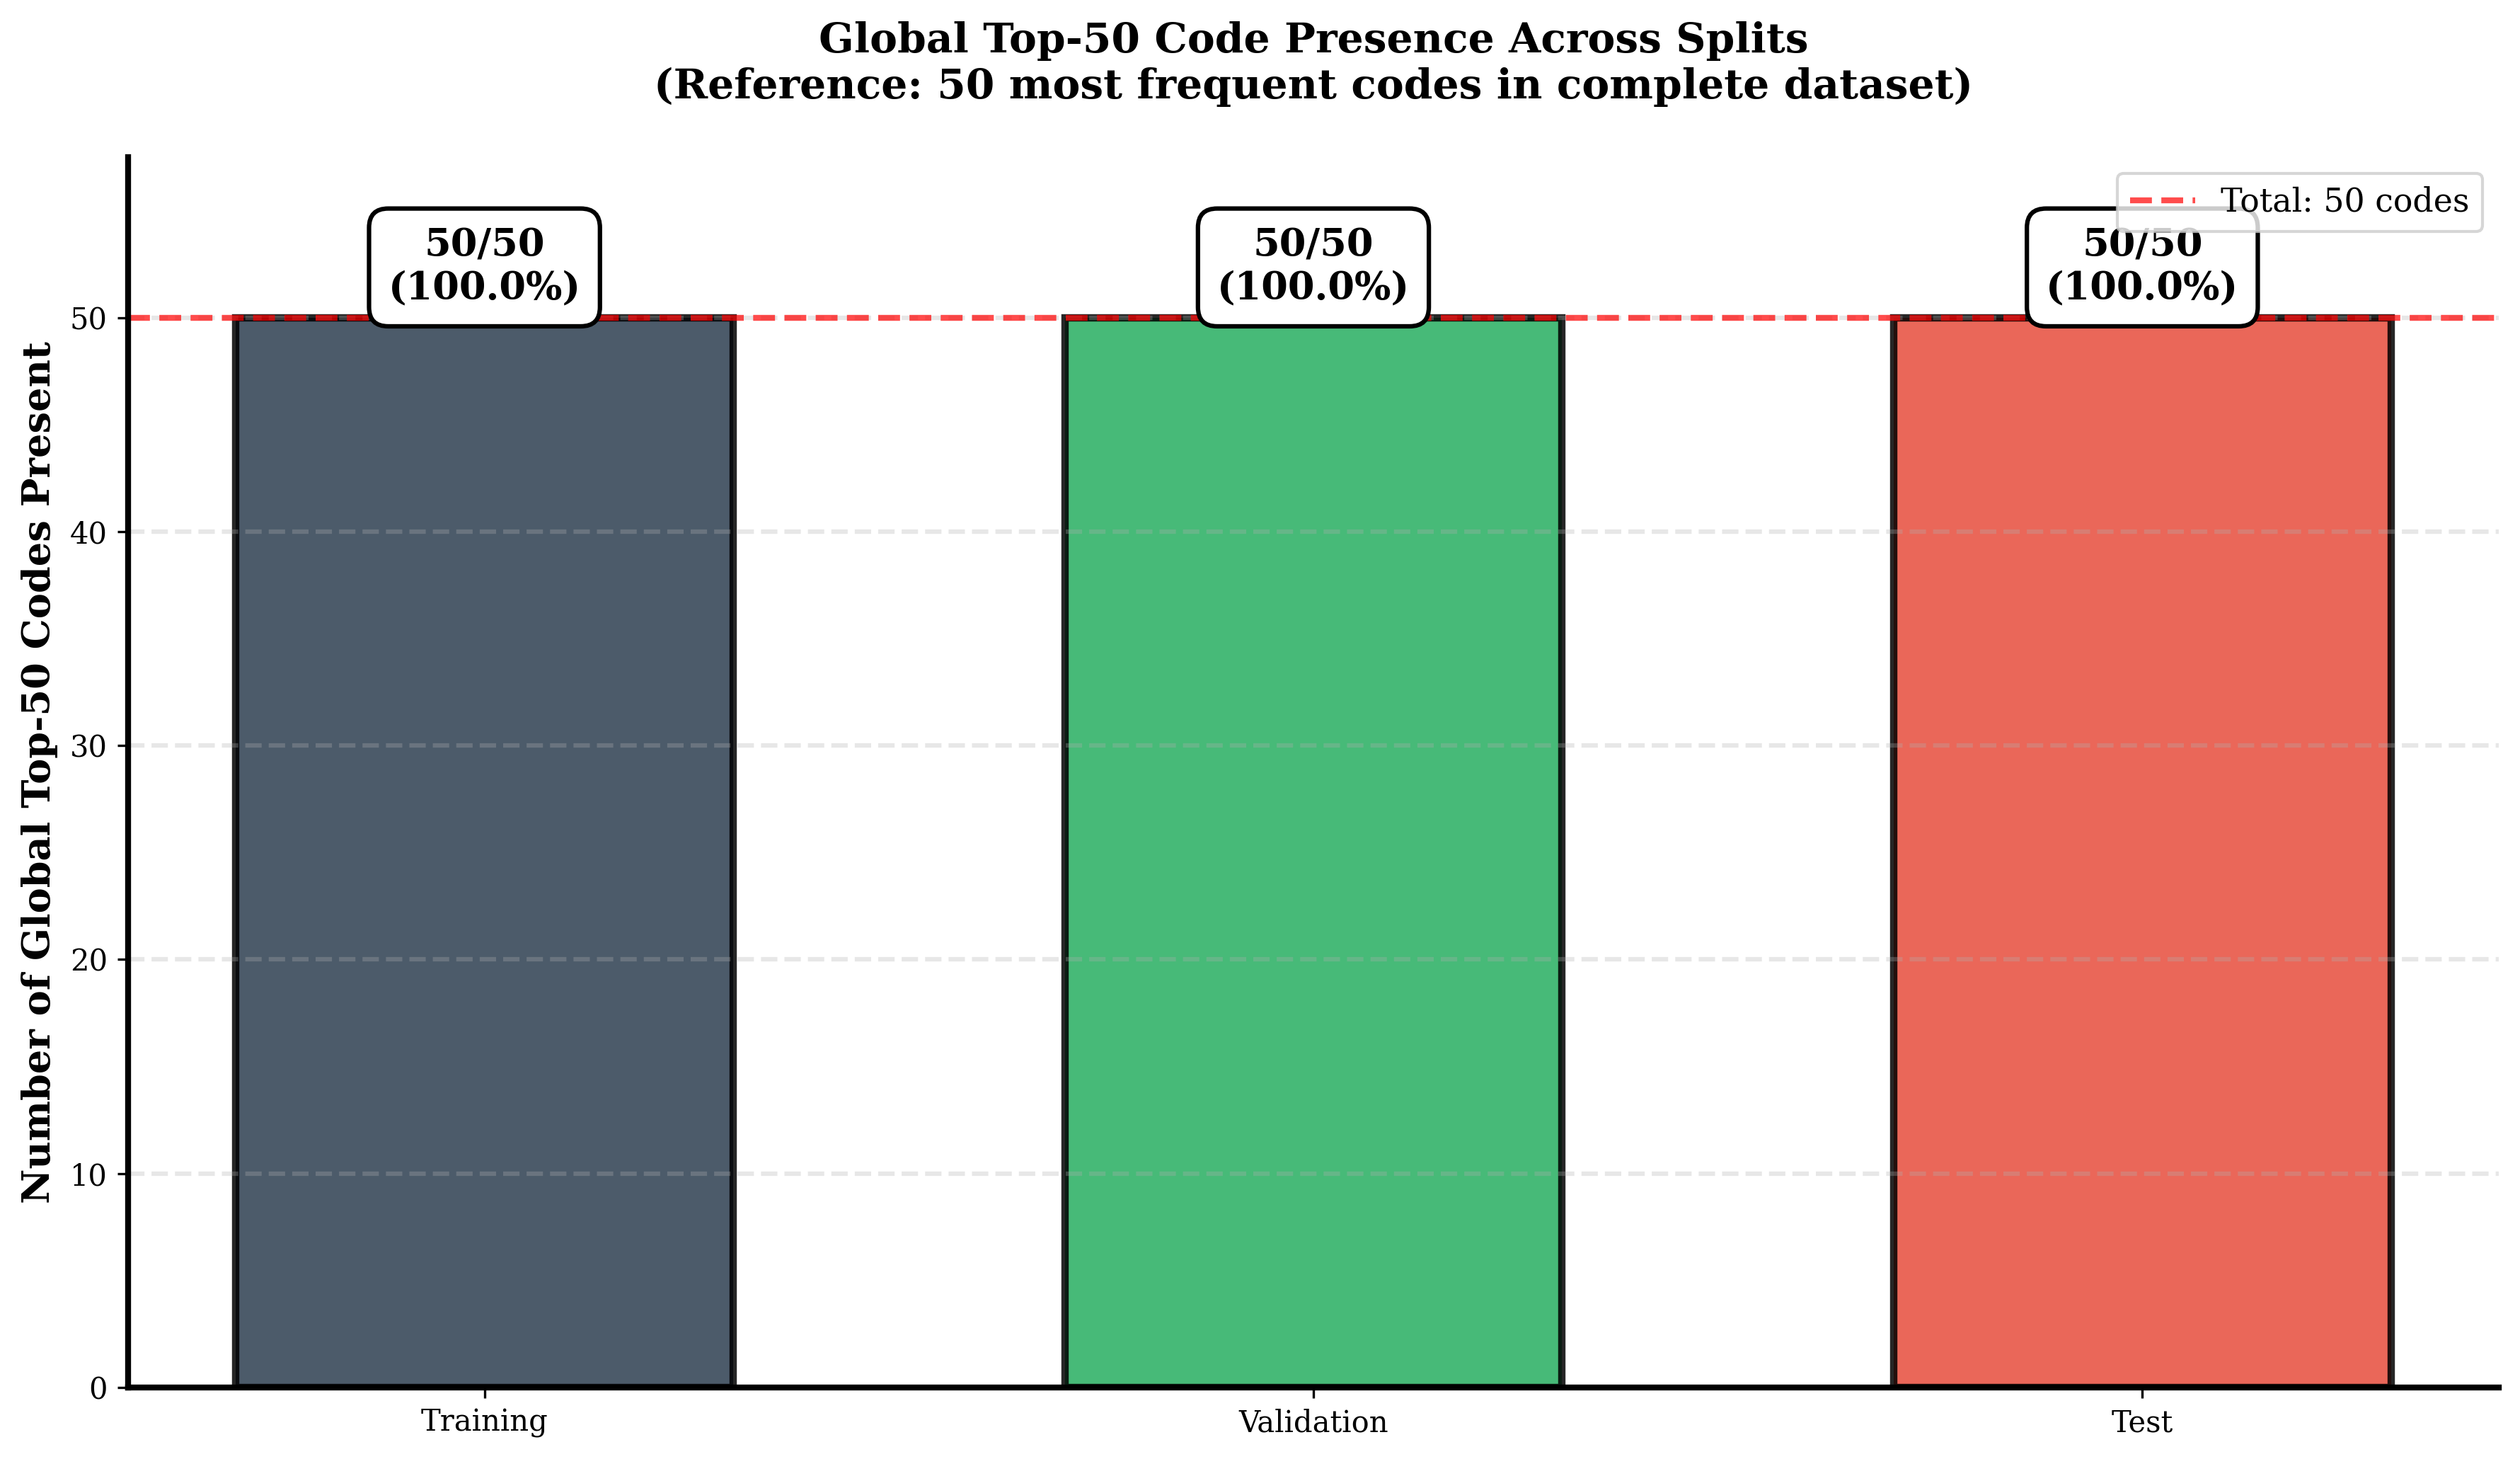 Global Top-50 Code Presence Across Splits
(Reference: 50 most frequent codes in complete dataset)
Total: 50 codes
50/50
(100.0%)
50/50
(100.0%)
50/50
(100.0%)
Number of Global Top-50 Codes Present
50
40
30
20
10
0
Training
Validation
Test